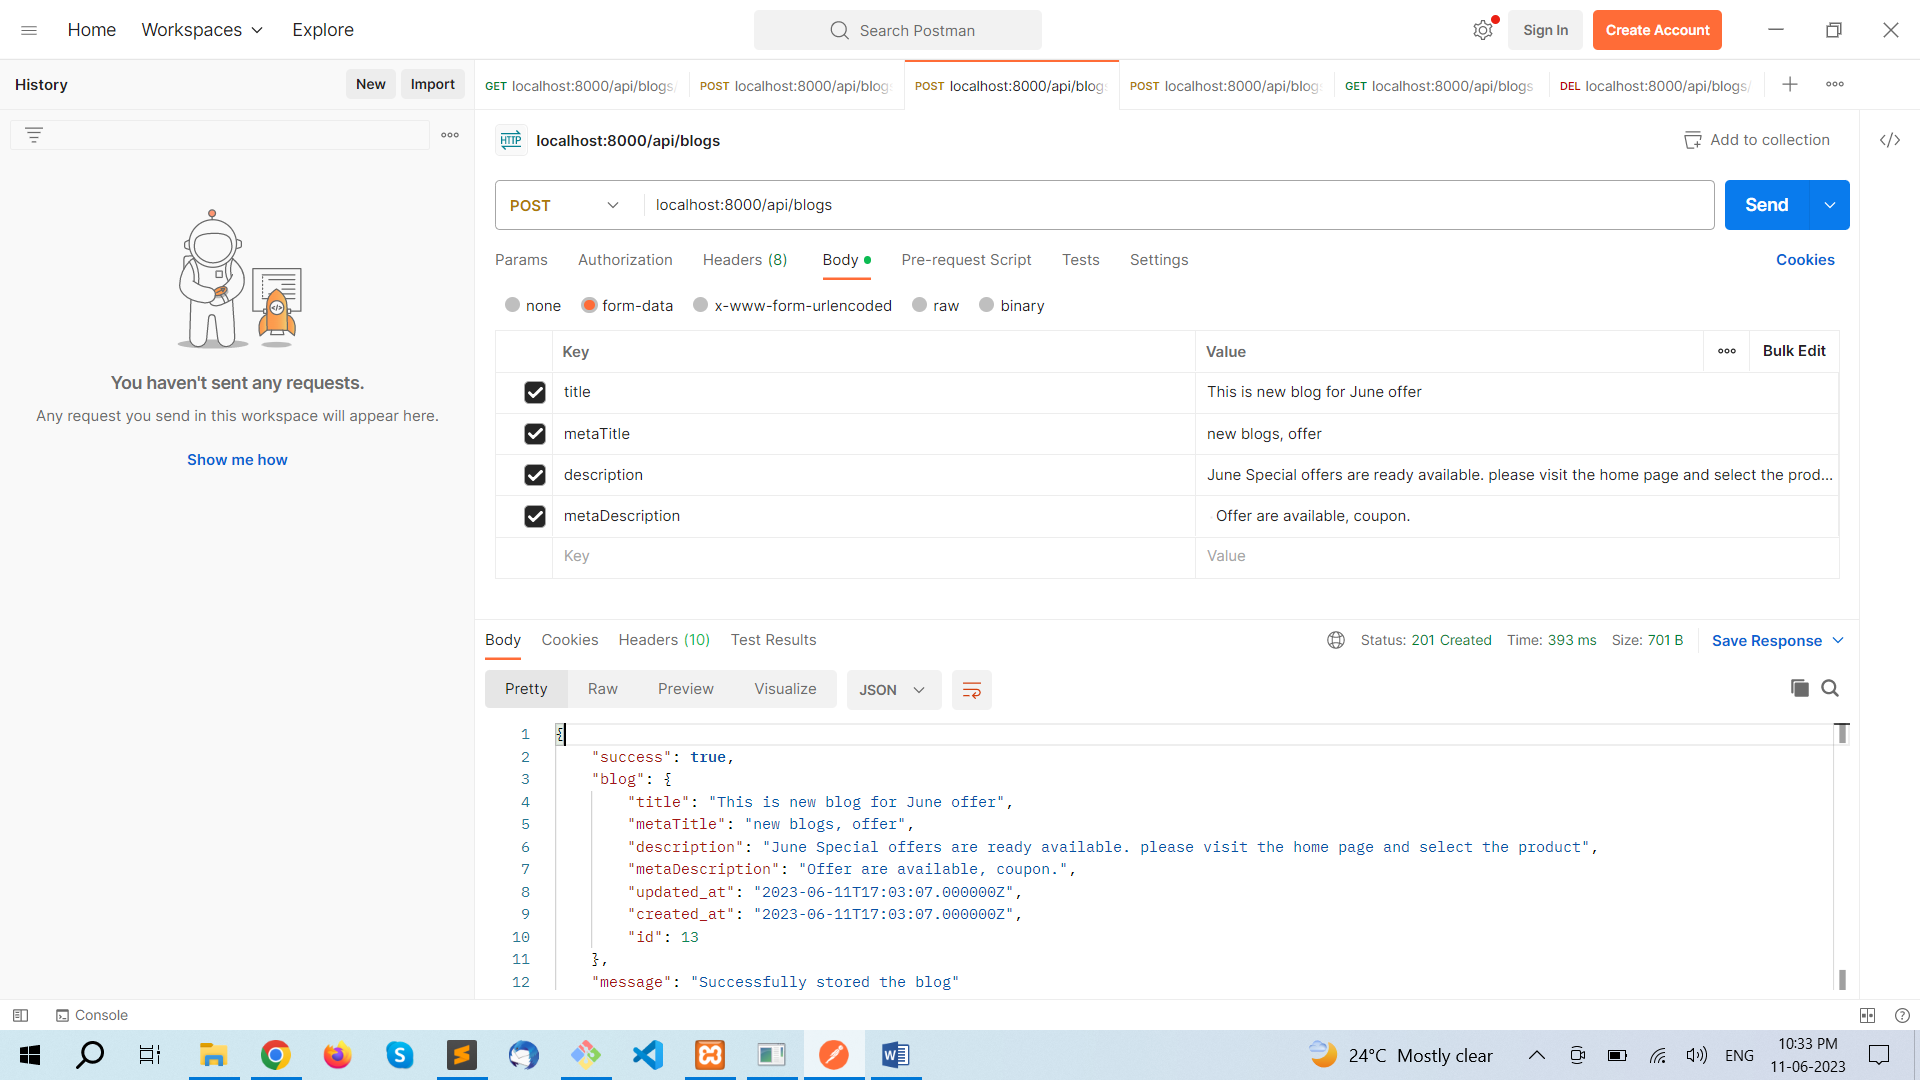 Home Workspaces Explore Search Postman Sign In Create Account
History New Import
GET localhost:8000/api/blogs/ POST localhost:8000/api/blog POST localhost:8000/api/blog POST localhost:8000/api/blog GET localhost:8000/api/blogs DEL localhost:8000/api/blogs/
HTTP localhost:8000/api/blogs Add to collection </>
POST localhost:8000/api/blogs Send
Params Authorization Headers (8) Body Pre-request Script Tests Settings Cookies
none form-data x-www-form-urlencoded raw binary
Key Value Bulk Edit
title This is new blog for June offer
metaTitle new blogs, offer
description June Special offers are ready available. please visit the home page and select the prod...
metaDescription Offer are available, coupon.
Key Value
You haven't sent any requests.
Any request you send in this workspace will appear here.
Show me how
Body Cookies Headers (10) Test Results Status: 201 Created Time: 393 ms Size: 701 B Save Response
Pretty Raw Preview Visualize JSON
1 {
2 "success": true,
3 "blog": {
4 "title": "This is new blog for June offer",
5 "metaTitle": "new blogs, offer",
6 "description": "June Special offers are ready available. please visit the home page and select the product",
7 "metaDescription": "Offer are available, coupon.",
8 "updated_at": "2023-06-11T17:03:07.000000Z",
9 "created_at": "2023-06-11T17:03:07.000000Z",
10 "id": 13
11 },
12 "message": "Successfully stored the blog"
Console
24°C Mostly clear ENG 10:33 PM
11-06-2023